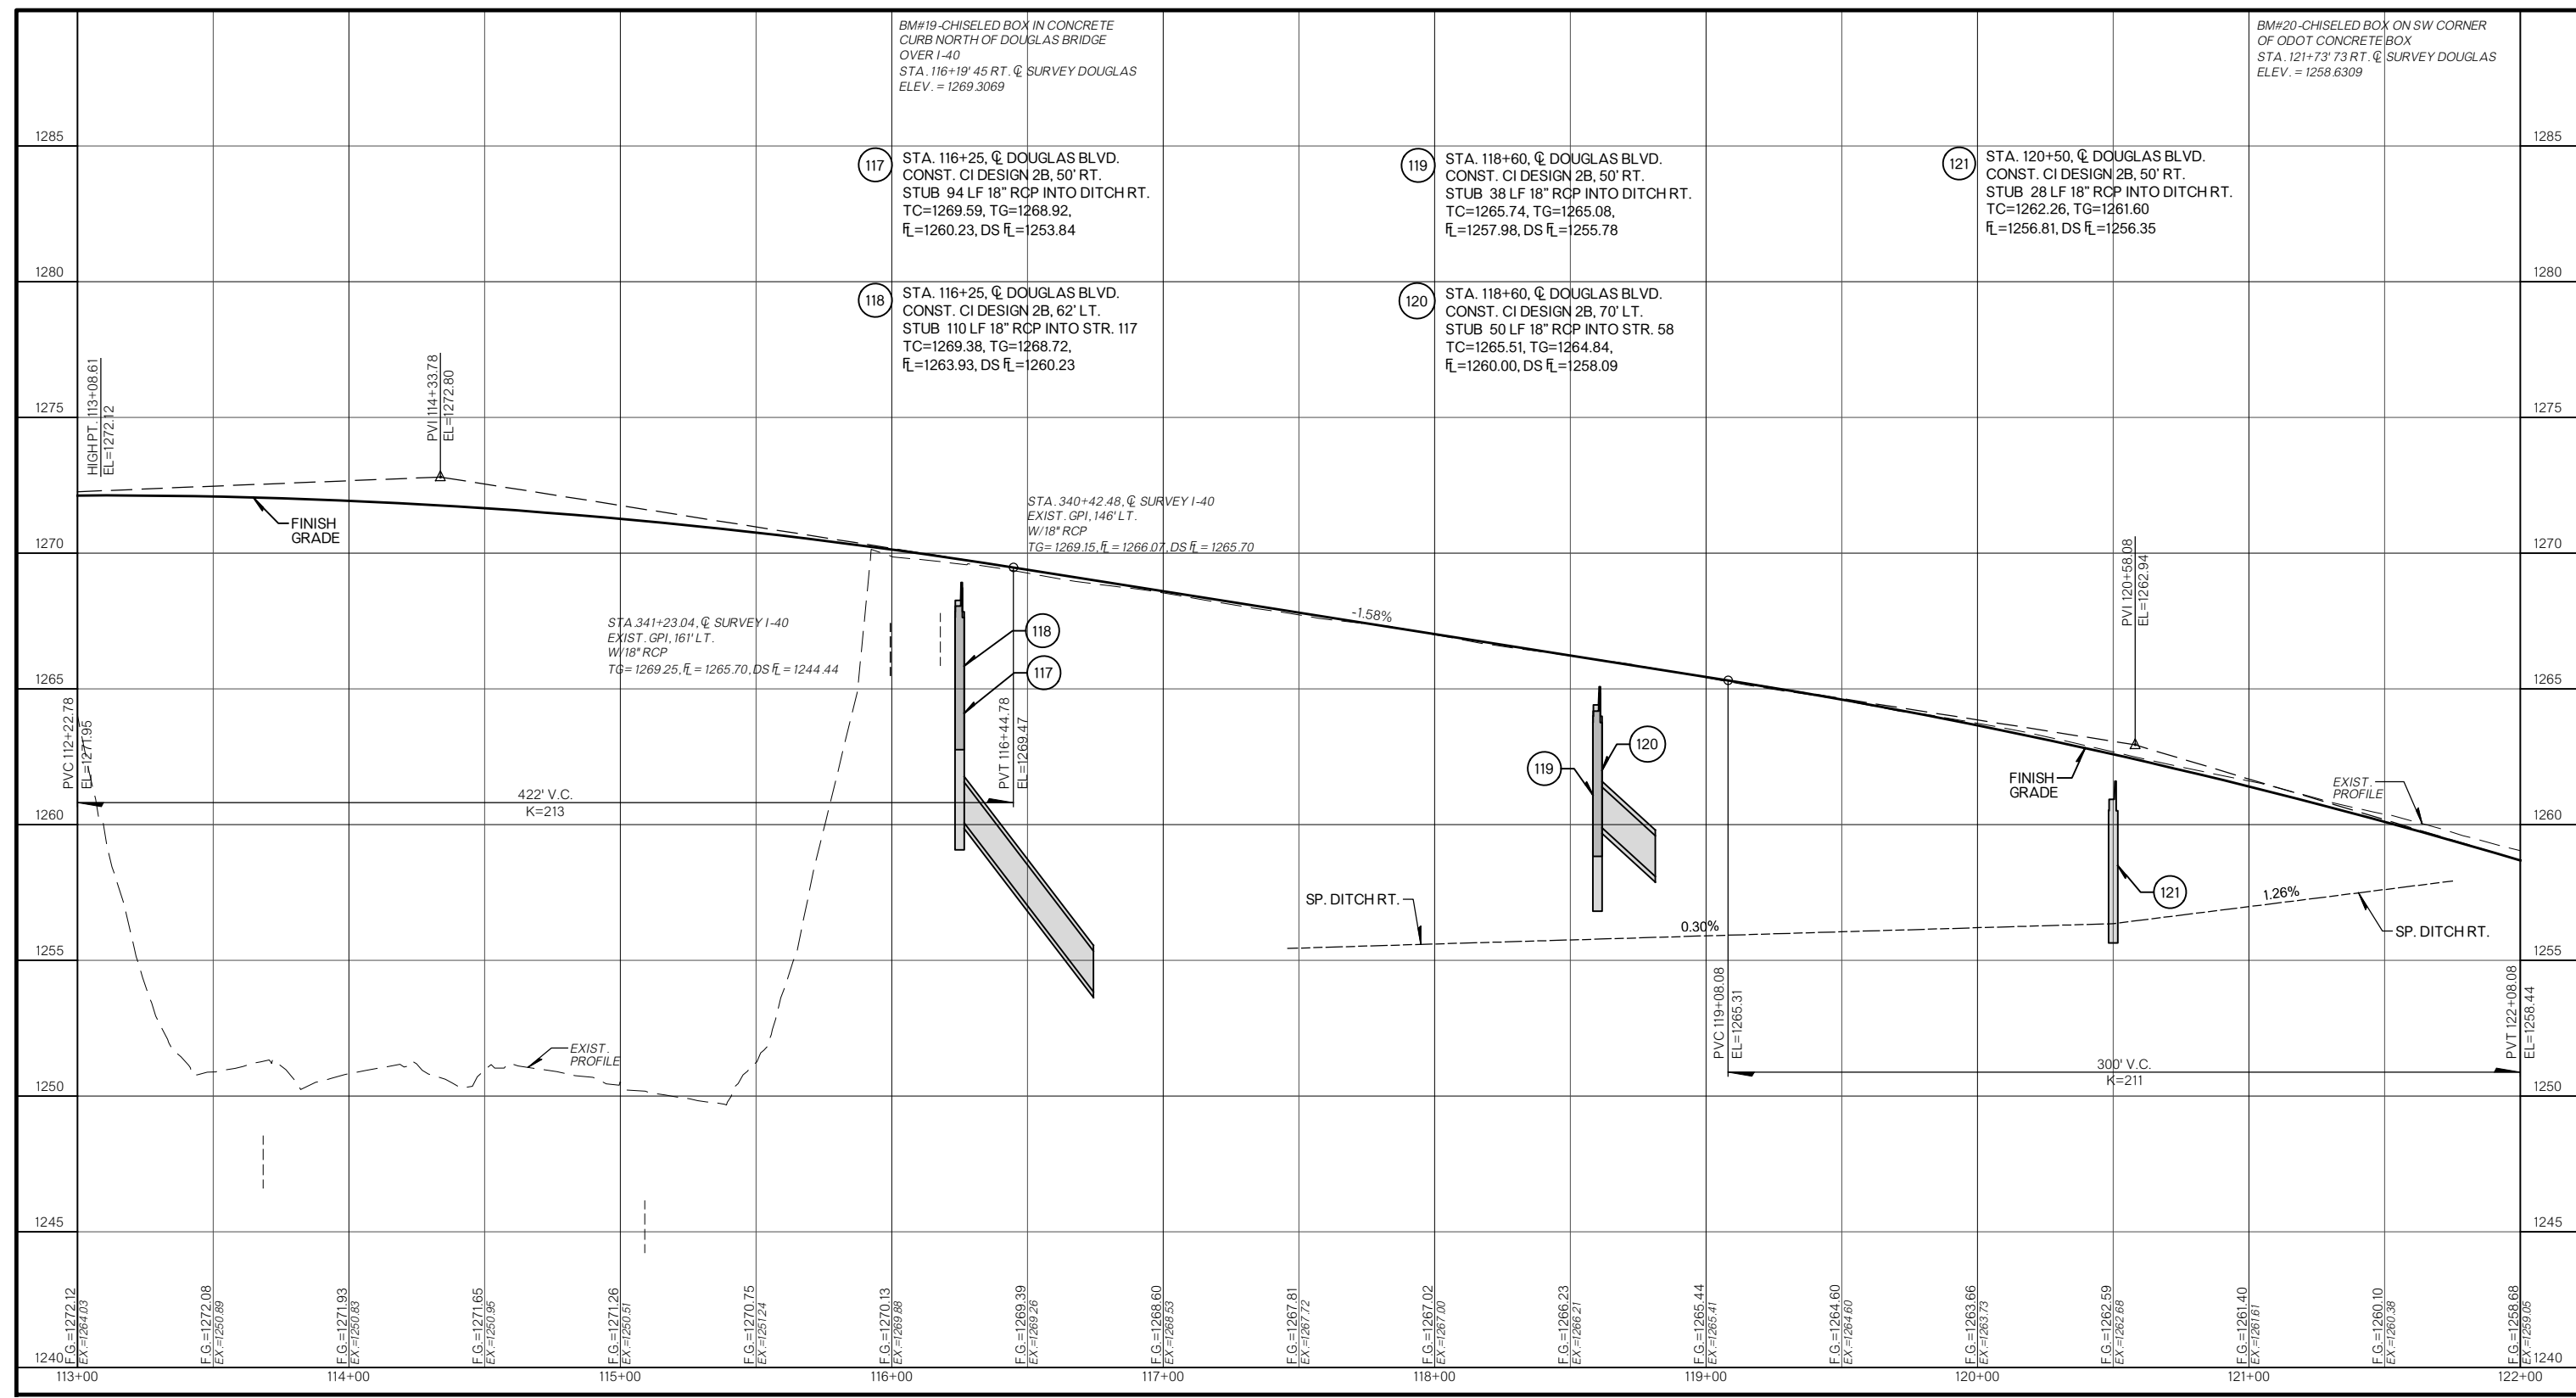 BM#19-CHISELED BOX IN CONCRETE
CURB NORTH OF DOUGLAS BRIDGE
OVER I-40
STA. 116+19' 45 RT. ℄ SURVEY DOUGLAS
ELEV. = 1269.3069
BM#20-CHISELED BOX ON SW CORNER
OF ODOT CONCRETE BOX
STA. 121+73' 73 RT. ℄ SURVEY DOUGLAS
ELEV. = 1258.6309
117
STA. 116+25, ℄ DOUGLAS BLVD.
CONST. CI DESIGN 2B, 50' RT.
STUB 94 LF 18" RCP INTO DITCH RT.
TC=1269.59, TG=1268.92,
FL=1260.23, DS FL=1253.84
119
STA. 118+60, ℄ DOUGLAS BLVD.
CONST. CI DESIGN 2B, 50' RT.
STUB 38 LF 18" RCP INTO DITCH RT.
TC=1265.74, TG=1265.08,
FL=1257.98, DS FL=1255.78
121
STA. 120+50, ℄ DOUGLAS BLVD.
CONST. CI DESIGN 2B, 50' RT.
STUB 28 LF 18" RCP INTO DITCH RT.
TC=1262.26, TG=1261.60
FL=1256.81, DS FL=1256.35
118
STA. 116+25, ℄ DOUGLAS BLVD.
CONST. CI DESIGN 2B, 62' LT.
STUB 110 LF 18" RCP INTO STR. 117
TC=1269.38, TG=1268.72,
FL=1263.93, DS FL=1260.23
120
STA. 118+60, ℄ DOUGLAS BLVD.
CONST. CI DESIGN 2B, 70' LT.
STUB 50 LF 18" RCP INTO STR. 58
TC=1265.51, TG=1264.84,
FL=1260.00, DS FL=1258.09
1285
1280
1275
1270
1265
1260
1255
1250
1245
1240
1285
1280
1275
1270
1265
1260
1255
1250
1245
1240
HIGH PT. 113+08.61
EL=1272.12
PVI 114+33.78
EL=1272.80
FINISH
GRADE
STA. 340+42.48, ℄ SURVEY I-40
EXIST. GPI, 146' LT.
W/18" RCP
TG= 1269.15, FL = 1266.07, DS FL = 1265.70
STA 341+23.04, ℄ SURVEY I-40
EXIST. GPI, 161' LT.
W/18" RCP
TG= 1269.25, FL = 1265.70, DS FL = 1244.44
-1.58%
118
117
PVC 112+22.78
EL=1271.95
PVT 116+44.78
EL=1269.47
422' V.C.
K=213
120
119
PVI 120+58.08
EL=1262.94
FINISH
GRADE
EXIST.
PROFILE
121
SP. DITCH RT.
0.30%
1.26%
SP. DITCH RT.
PVC 119+08.08
EL=1265.31
PVT 122+08.08
EL=1258.44
300' V.C.
K=211
EXIST.
PROFILE
F.G.=1272.12
EX.=1264.03
F.G.=1272.08
EX.=1250.89
F.G.=1271.93
EX.=1250.83
F.G.=1271.65
EX.=1250.95
F.G.=1271.26
EX.=1250.51
F.G.=1270.75
EX.=1251.24
F.G.=1270.13
EX.=1269.88
F.G.=1269.39
EX.=1269.26
F.G.=1268.60
EX.=1268.53
F.G.=1267.81
EX.=1267.72
F.G.=1267.02
EX.=1267.00
F.G.=1266.23
EX.=1266.21
F.G.=1265.44
EX.=1265.41
F.G.=1264.60
EX.=1264.60
F.G.=1263.66
EX.=1263.73
F.G.=1262.59
EX.=1262.68
F.G.=1261.40
EX.=1261.61
F.G.=1260.10
EX.=1260.38
F.G.=1258.68
EX.=1259.05
113+00
114+00
115+00
116+00
117+00
118+00
119+00
120+00
121+00
122+00